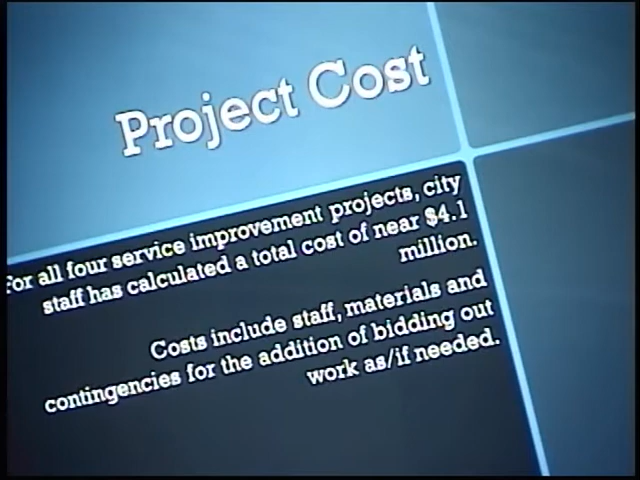 Project Cost
For all four service improvement projects, city
staff has calculated a total cost of near $4.1
million.
Costs include staff, materials and
contingencies for the addition of bidding out
work as/if needed.